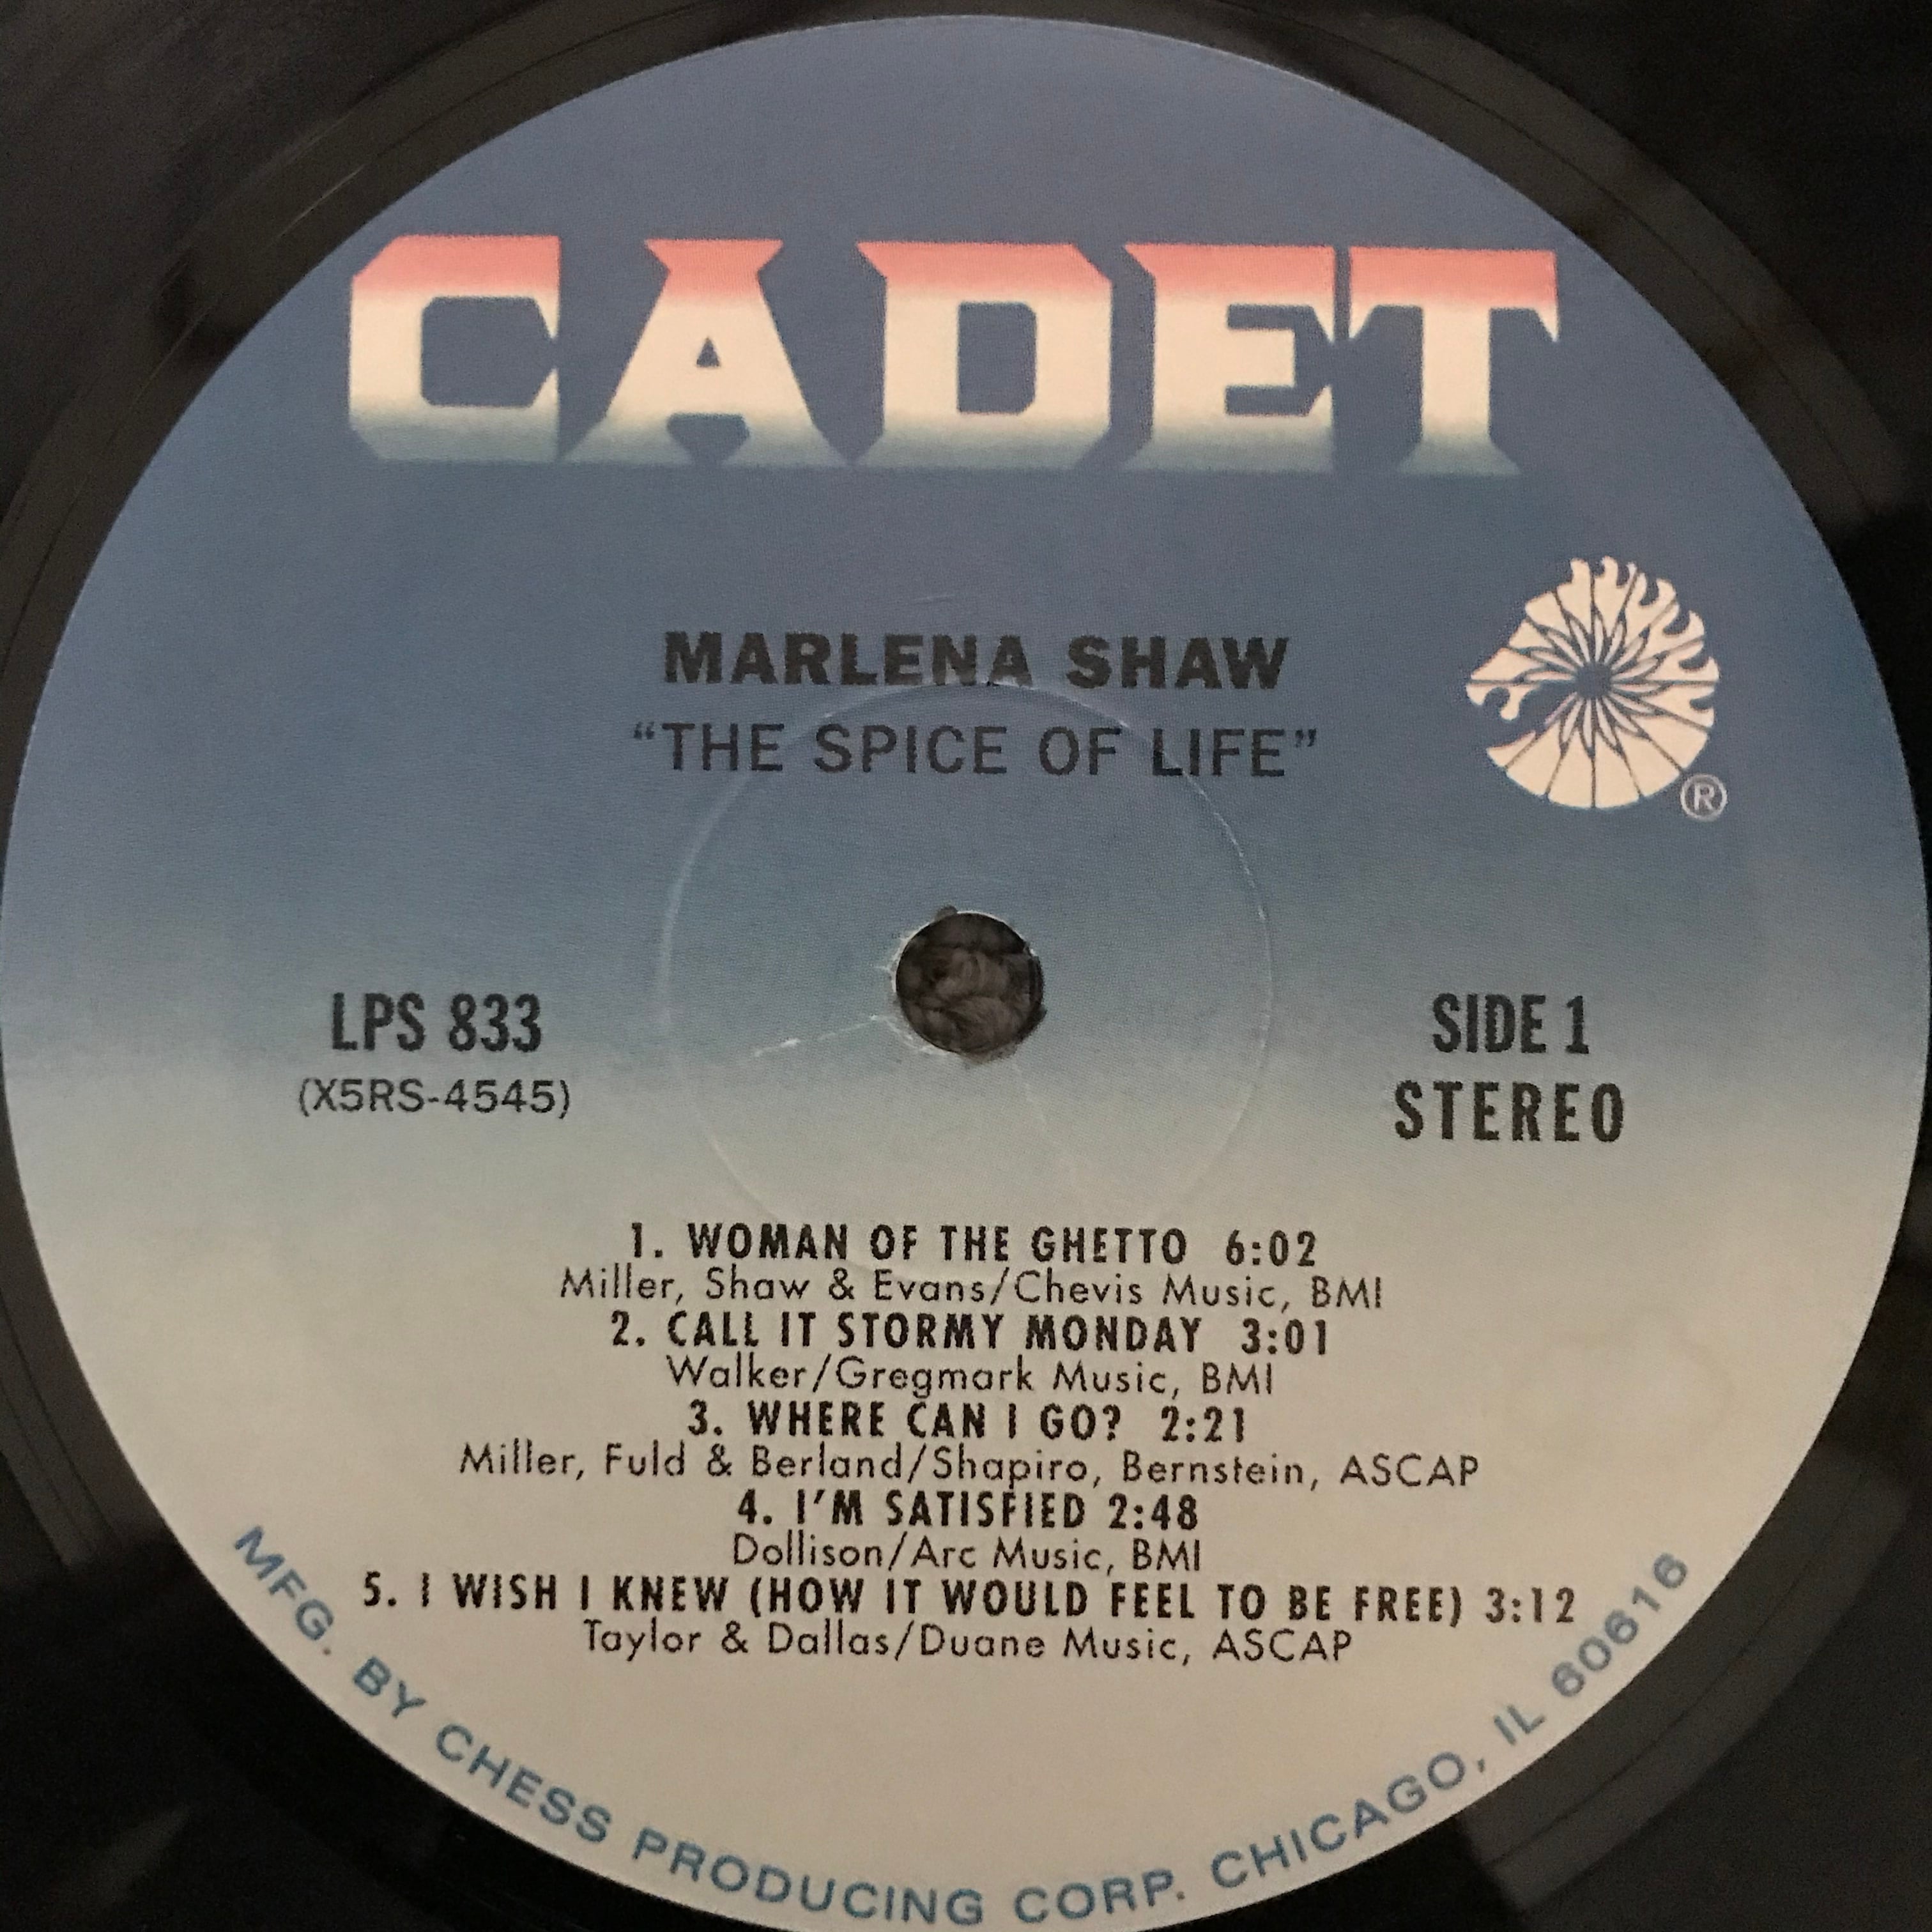 CADET
MARLENA SHAW
“THE SPICE OF LIFE”
®
LPS 833
(X5RS-4545)
SIDE 1
STEREO
1. WOMAN OF THE GHETTO 6:02
Miller, Shaw & Evans/Chevis Music, BMI
2. CALL IT STORMY MONDAY 3:01
Walker/Gregmark Music, BMI
3. WHERE CAN I GO? 2:21
Miller, Fuld & Berland/Shapiro, Bernstein, ASCAP
4. I’M SATISFIED 2:48
Dollison/Arc Music, BMI
5. I WISH I KNEW (HOW IT WOULD FEEL TO BE FREE) 3:12
Taylor & Dallas/Duane Music, ASCAP
MFG. BY CHESS PRODUCING CORP. CHICAGO, IL 60616